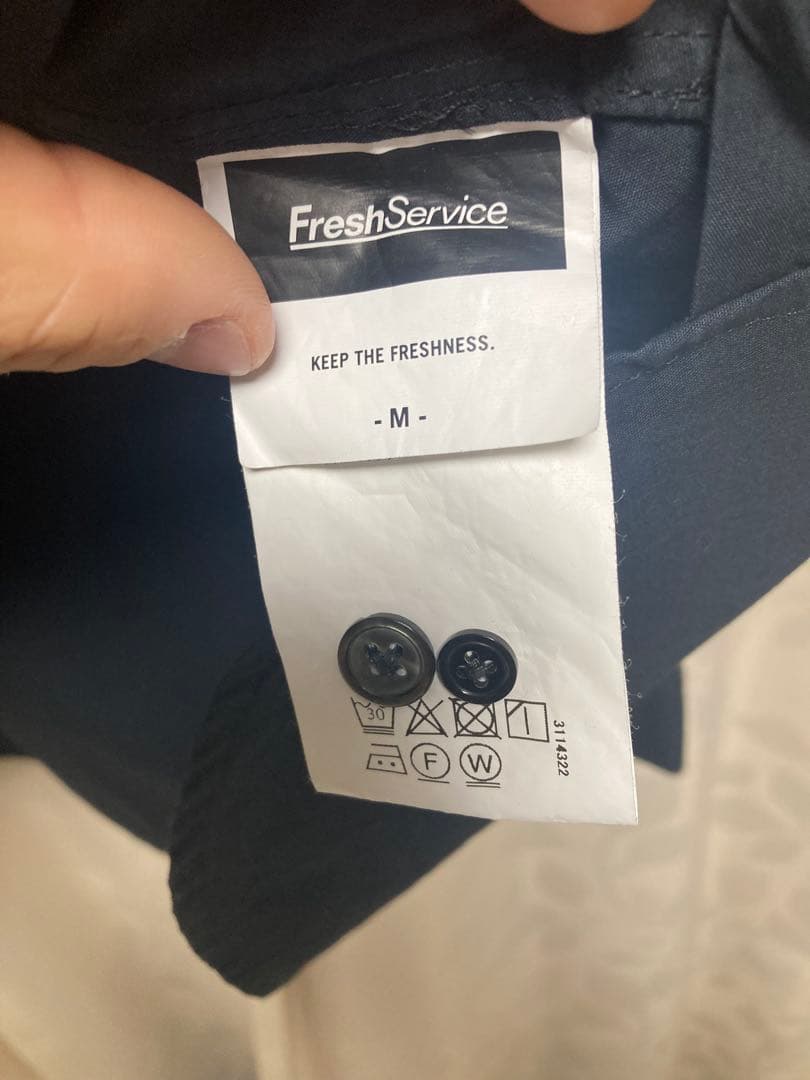 FreshService
KEEP THE FRESHNESS.
- M -
30
F W
3114322